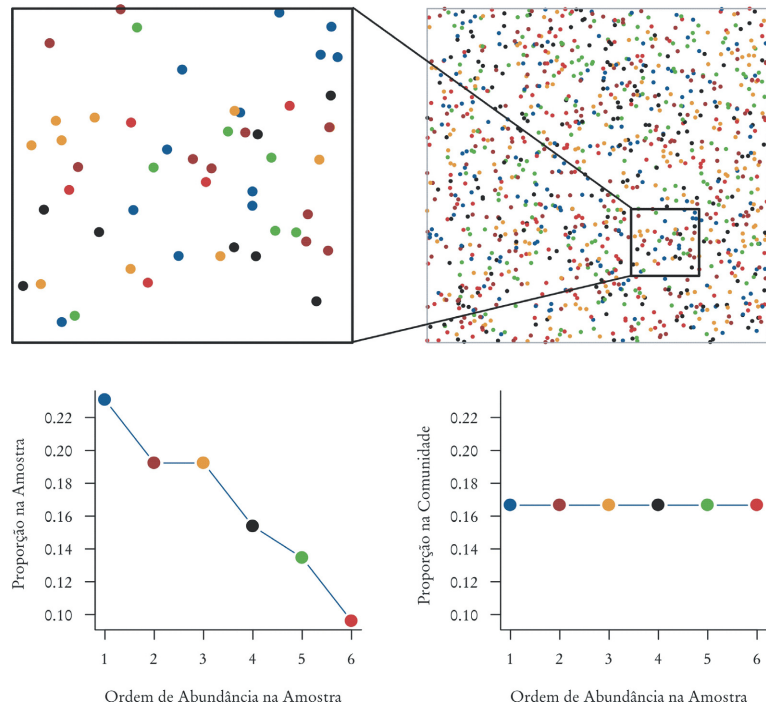 Proporção na Amostra
0.22
0.20
0.18
0.16
0.14
0.12
0.10
1 2 3 4 5 6
Ordem de Abundância na Amostra
Proporção na Comunidade
0.22
0.20
0.18
0.16
0.14
0.12
0.10
1 2 3 4 5 6
Ordem de Abundância na Amostra